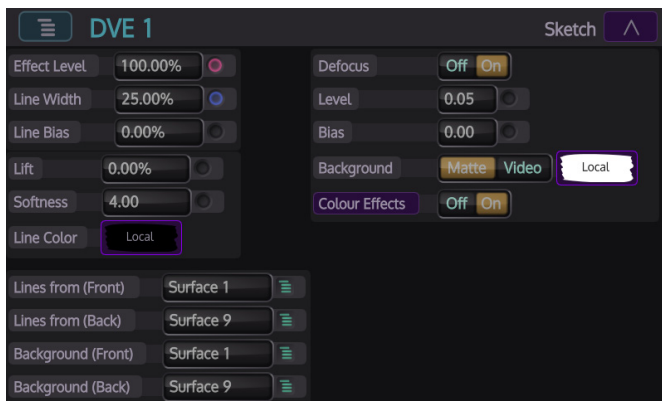 DVE 1
Sketch
Effect Level 100.00%
Line Width 25.00%
Line Bias 0.00%
Lift 0.00%
Softness 4.00
Line Color Local
Defocus Off On
Level 0.05
Bias 0.00
Background Matte Video Local
Colour Effects Off On
Lines from (Front) Surface 1
Lines from (Back) Surface 9
Background (Front) Surface 1
Background (Back) Surface 9